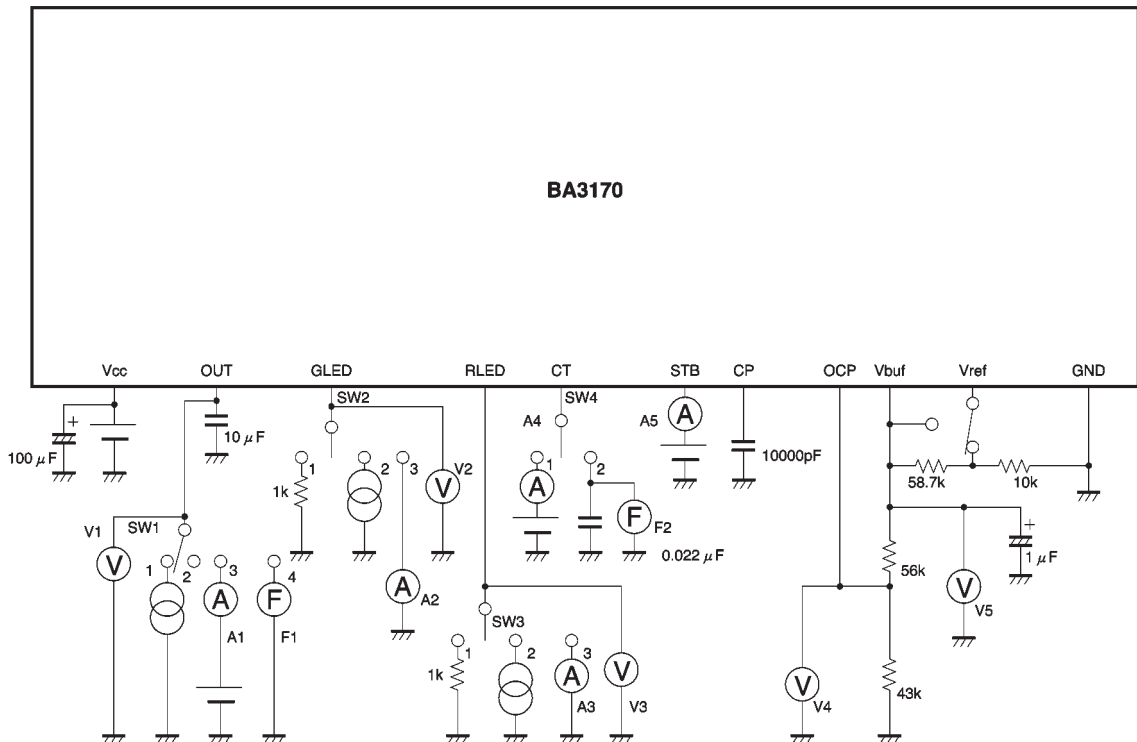 BA3170
Vcc OUT GLED RLED CT STB CP OCP Vbuf Vref GND
SW2 SW4
+ A4 A5 A
100 μF 10 μF 10000pF
58.7k 10k
1 2 3 V V2 1 2
1k A F F2
V1 SW1 0.022 μF + 1 μF
56k
V 1 2 3 4 A A2 V V5
A F
A1 F1 SW3
1 2 3
1k A V V
A3 V3 V4 43k